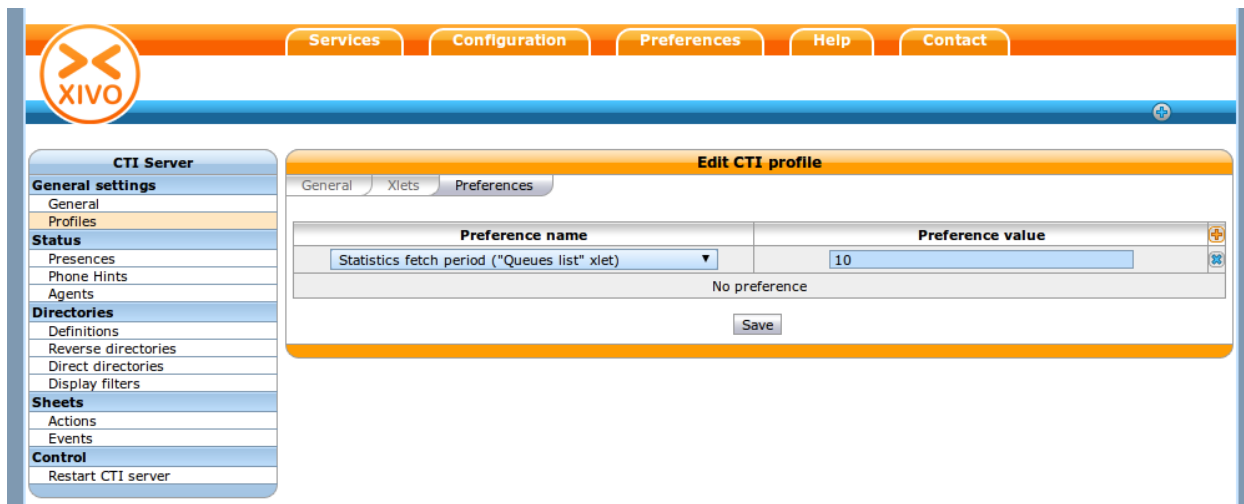 Services Configuration Preferences Help Contact
XIVO
CTI Server
General settings
General
Profiles
Status
Presences
Phone Hints
Agents
Directories
Definitions
Reverse directories
Direct directories
Display filters
Sheets
Actions
Events
Control
Restart CTI server
Edit CTI profile
General Xlets Preferences
Preference name Preference value
Statistics fetch period ("Queues list" xlet) 10
No preference
Save